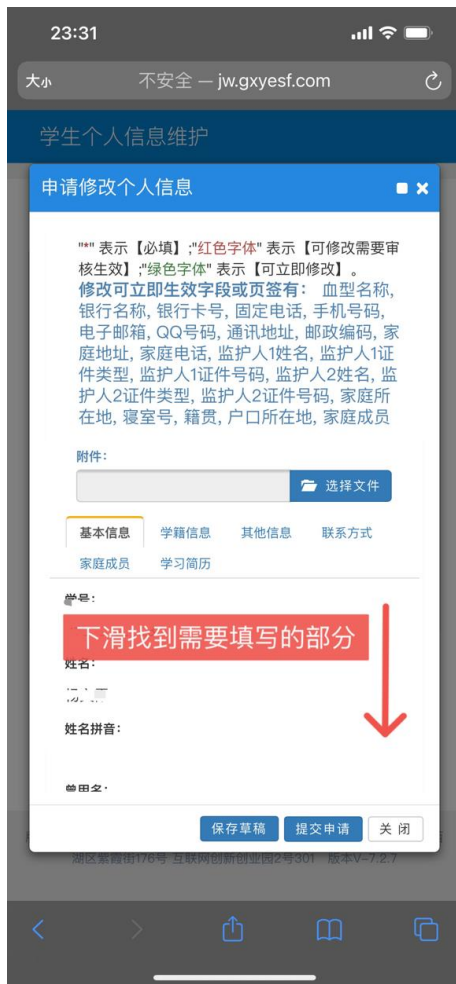 23:31
大小 不安全 — jw.gxyesf.com
学生个人信息维护
申请修改个人信息
"*" 表示【必填】;"红色字体" 表示【可修改需要审
核生效】;"绿色字体" 表示【可立即修改】。
修改可立即生效字段或页签有： 血型名称,
银行名称, 银行卡号, 固定电话, 手机号码,
电子邮箱, QQ号码, 通讯地址, 邮政编码, 家
庭地址, 家庭电话, 监护人1姓名, 监护人1证
件类型, 监护人1证件号码, 监护人2姓名, 监
护人2证件类型, 监护人2证件号码, 家庭所
在地, 寝室号, 籍贯, 户口所在地, 家庭成员
附件：
选择文件
基本信息 学籍信息 其他信息 联系方式
家庭成员 学习简历
学号：
下滑找到需要填写的部分
姓名：
姓名拼音：
曾用名：
保存草稿 提交申请 关 闭
湖区紫霞街176号 互联网创新创业园2号301 版本V-7.2.7